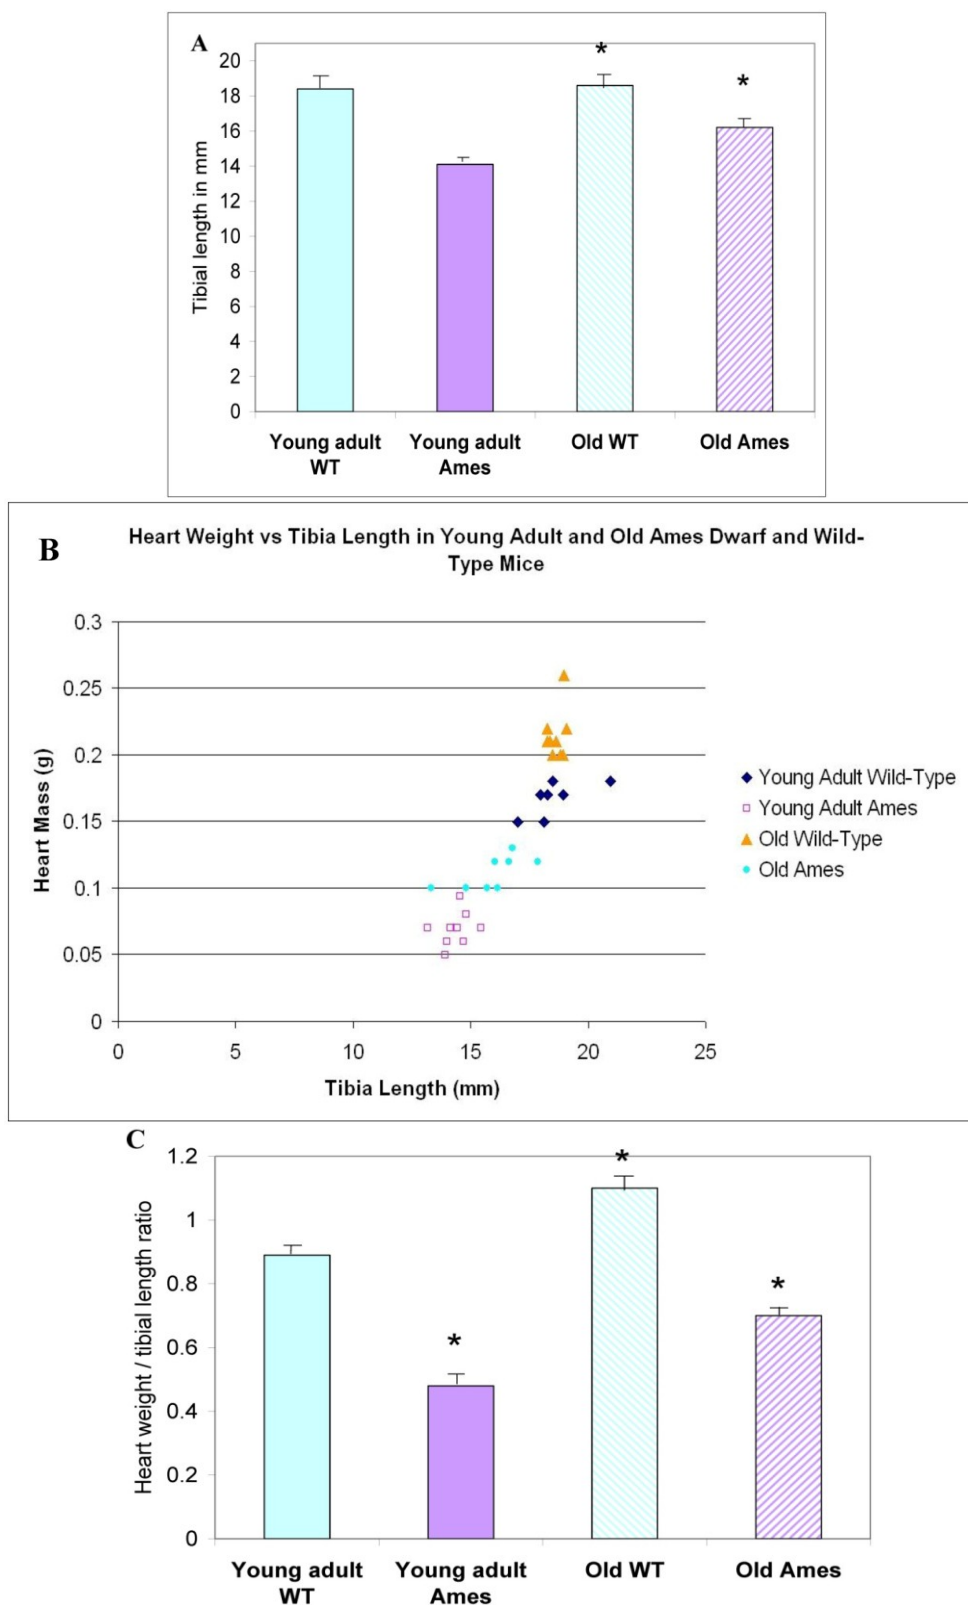 A
*
*
20
18
16
14
12
10
8
6
4
2
0
Tibial length in mm
Young adult WT
Young adult Ames
Old WT
Old Ames
B
Heart Weight vs Tibia Length in Young Adult and Old Ames Dwarf and Wild-
Type Mice
0.3
0.25
0.2
0.15
0.1
0.05
0
Heart Mass (g)
0 5 10 15 20 25
Tibia Length (mm)
Young Adult Wild-Type
Young Adult Ames
Old Wild-Type
Old Ames
C
*
*
*
1.2
1
0.8
0.6
0.4
0.2
0
Heart weight / tibial length ratio
Young adult WT
Young adult Ames
Old WT
Old Ames